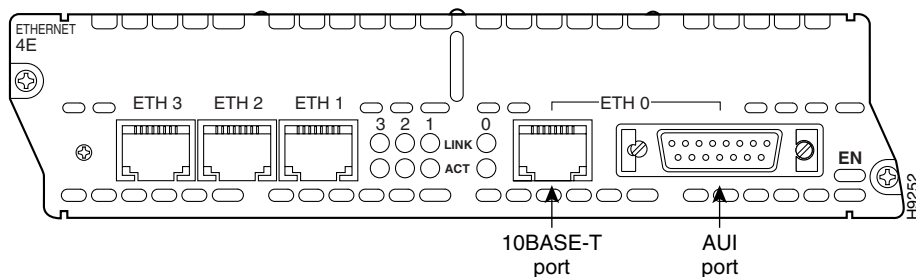 ETHERNET
4E
ETH 3 ETH 2 ETH 1 ETH 0
3 2 1 0
LINK
ACT
EN
H9252
10BASE-T
port
AUI
port